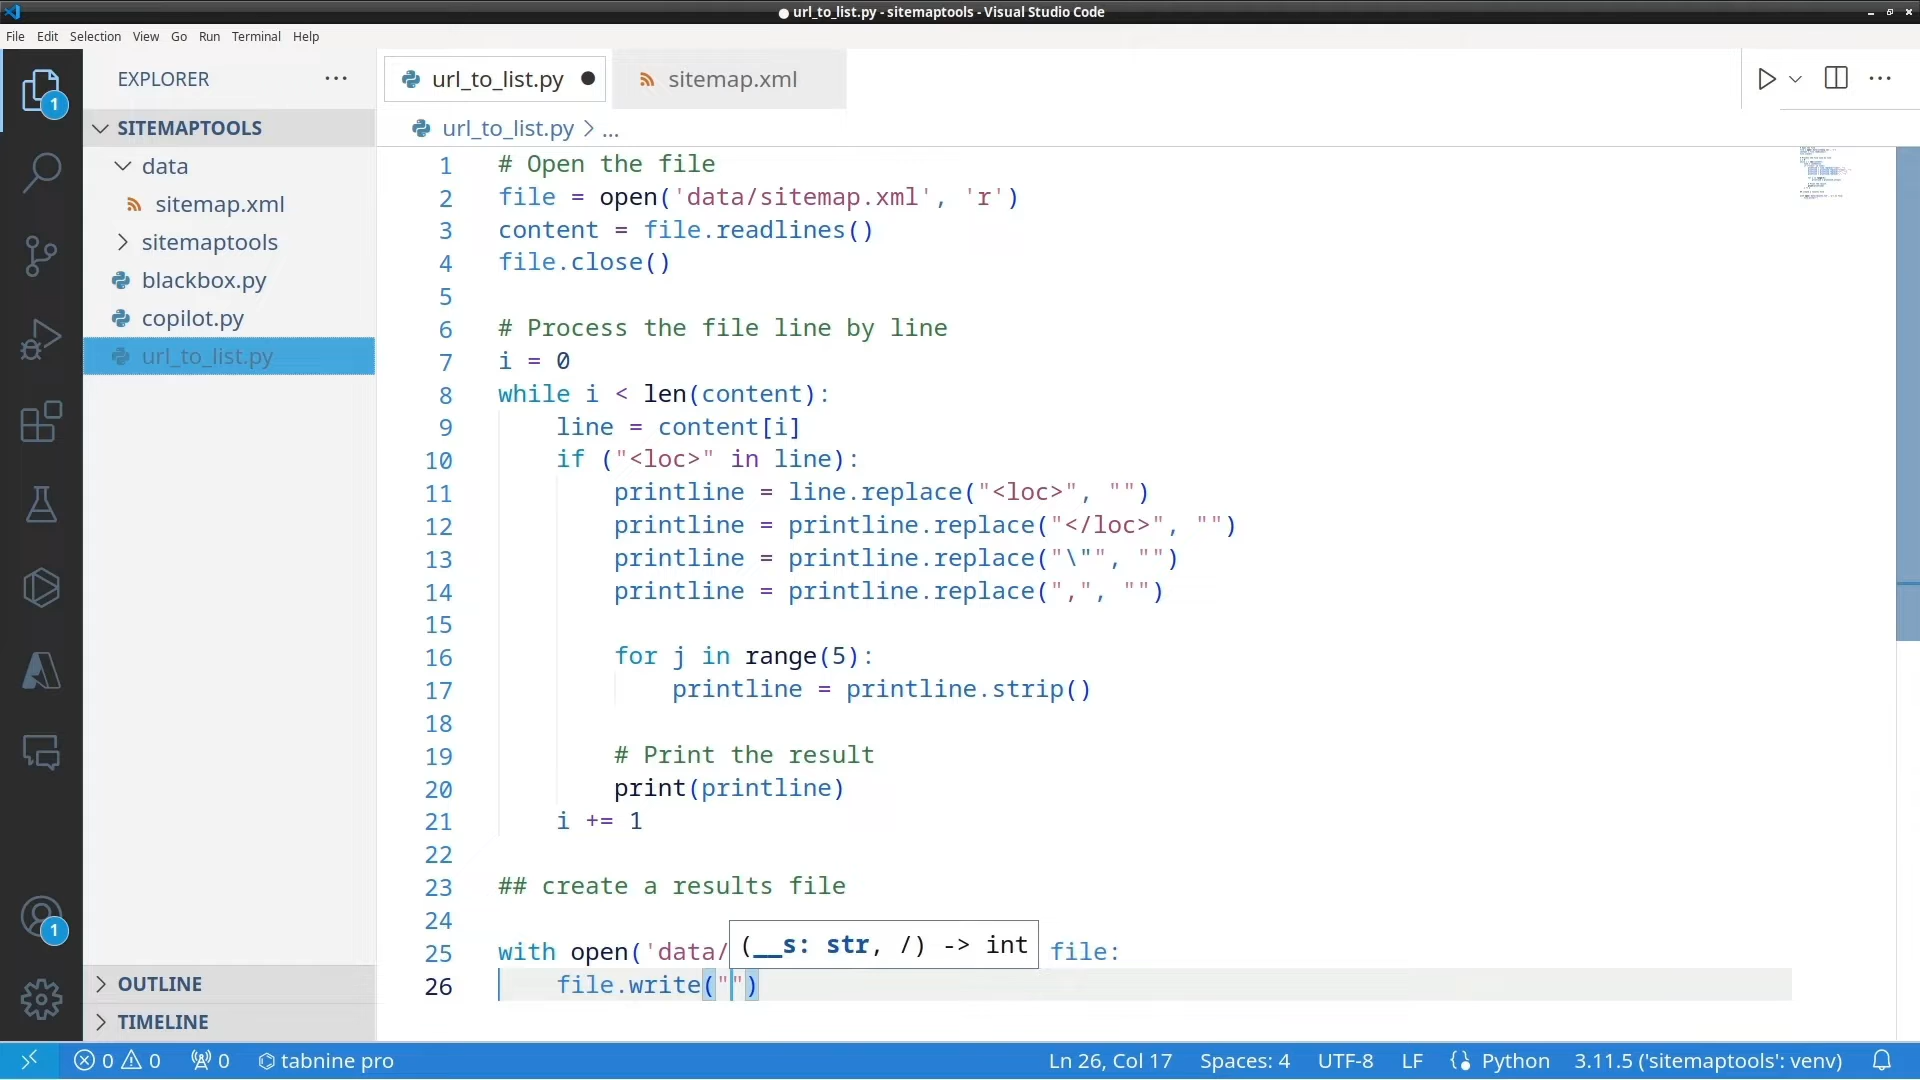 url_to_list.py - sitemaptools - Visual Studio Code
File Edit Selection View Go Run Terminal Help
EXPLORER
url_to_list.py
sitemap.xml
SITEMAPTOOLS
url_to_list.py > ...
data
sitemap.xml
sitemaptools
blackbox.py
copilot.py
url_to_list.py
OUTLINE
TIMELINE
1
1
1 # Open the file
2 file = open('data/sitemap.xml', 'r')
3 content = file.readlines()
4 file.close()
5
6 # Process the file line by line
7 i = 0
8 while i < len(content):
9 line = content[i]
10 if ("<loc>" in line):
11 printline = line.replace("<loc>", "")
12 printline = printline.replace("</loc>", "")
13 printline = printline.replace("\"", "")
14 printline = printline.replace(",", "")
15
16 for j in range(5):
17 printline = printline.strip()
18
19 # Print the result
20 print(printline)
21 i += 1
22
23 ## create a results file
24
(__s: str, /) -> int
25 with open('data/ file:
26 file.write("")
0 0 0 tabnine pro Ln 26, Col 17 Spaces: 4 UTF-8 LF Python 3.11.5 ('sitemaptools': venv)